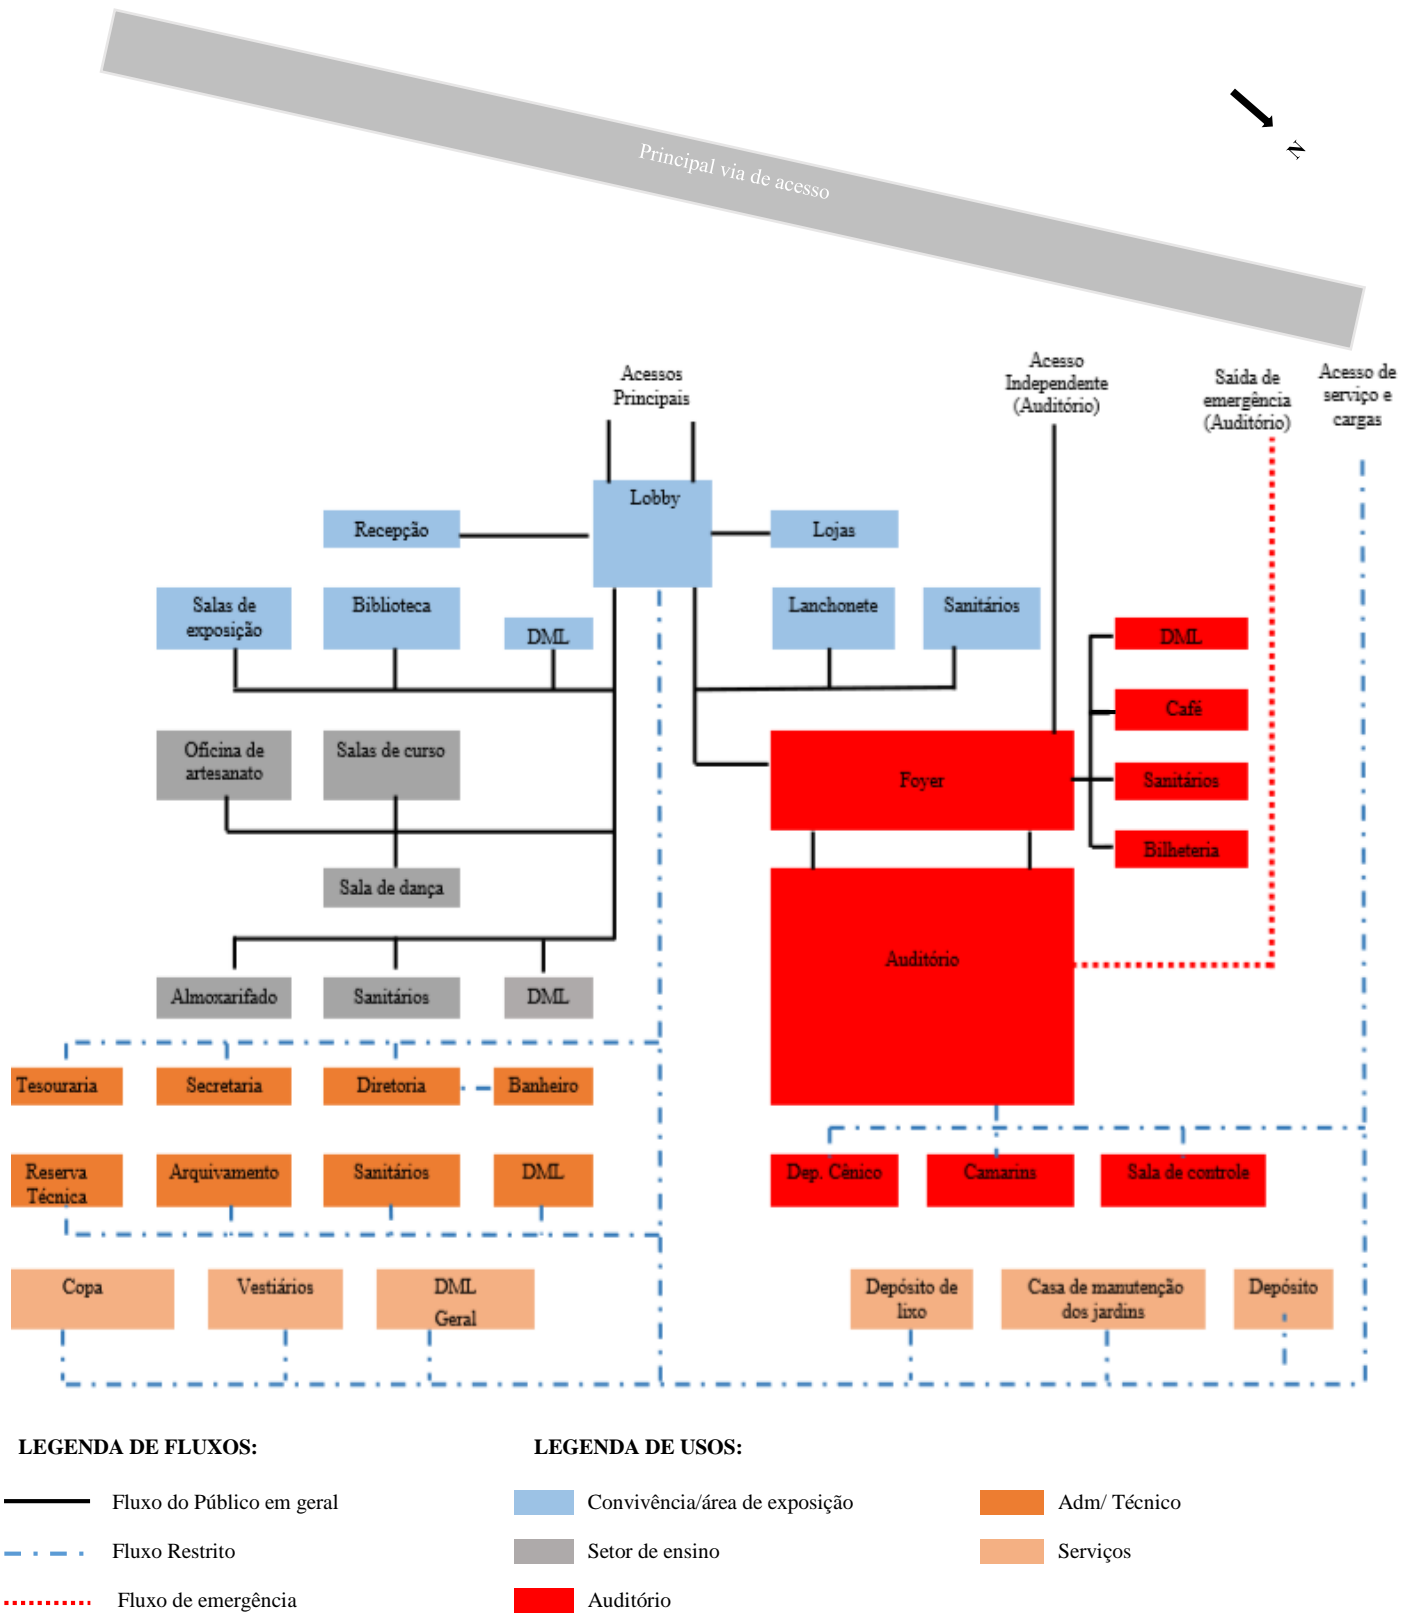 Principal via de acesso
N
Acessos
Principais
Acesso
Independente
(Auditório)
Saída de
emergência
(Auditório)
Acesso de
serviço e
cargas
Lobby
Recepção
Lojas
Salas de
exposição
Biblioteca
DML
Lanchonete
Sanitários
DML
Café
Sanitários
Bilheteria
Oficina de
artesanato
Salas de curso
Foyer
Sala de dança
Auditório
Almoxarifado
Sanitários
DML
Tesouraria
Secretaria
Diretoria
Banheiro
Reserva
Técnica
Arquivamento
Sanitários
DML
Dep. Cênico
Camarins
Sala de controle
Copa
Vestiários
DML
Geral
Depósito de
lixo
Casa de manutenção
dos jardins
Depósito
LEGENDA DE FLUXOS:
Fluxo do Público em geral
Fluxo Restrito
Fluxo de emergência
LEGENDA DE USOS:
Convivência/área de exposição
Setor de ensino
Auditório
Adm/ Técnico
Serviços